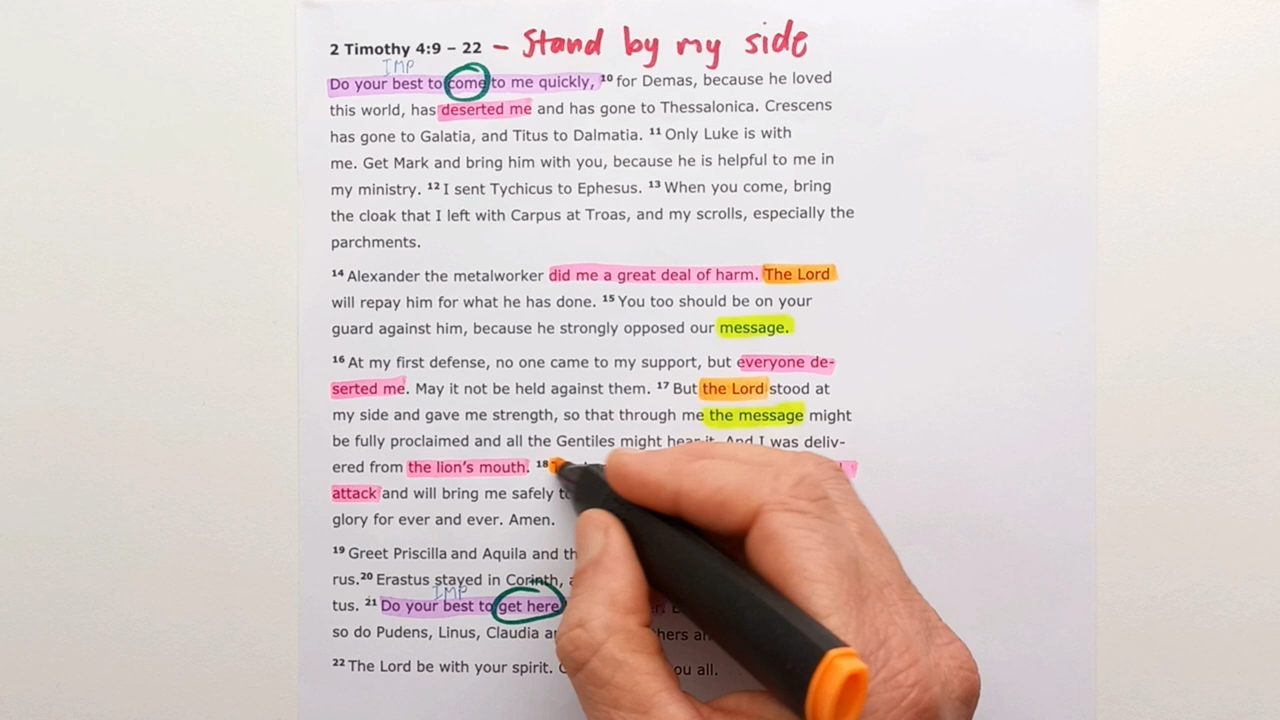 2 Timothy 4:9 – 22 – Stand by my side
IMP
Do your best to come to me quickly, 10 for Demas, because he loved
this world, has deserted me and has gone to Thessalonica. Crescens
has gone to Galatia, and Titus to Dalmatia. 11 Only Luke is with
me. Get Mark and bring him with you, because he is helpful to me in
my ministry. 12 I sent Tychicus to Ephesus. 13 When you come, bring
the cloak that I left with Carpus at Troas, and my scrolls, especially the
parchments.
14 Alexander the metalworker did me a great deal of harm. The Lord
will repay him for what he has done. 15 You too should be on your
guard against him, because he strongly opposed our message.
16 At my first defense, no one came to my support, but everyone de-
serted me. May it not be held against them. 17 But the Lord stood at
my side and gave me strength, so that through me the message might
be fully proclaimed and all the Gentiles might hear it. And I was deliv-
ered from the lion's mouth. 18
attack and will bring me safely to
glory for ever and ever. Amen.
19 Greet Priscilla and Aquila and
rus. 20 Erastus stayed in Corinth,
IMP
tus. 21 Do your best to get here
so do Pudens, Linus, Claudia
22 The Lord be with your spirit. all.